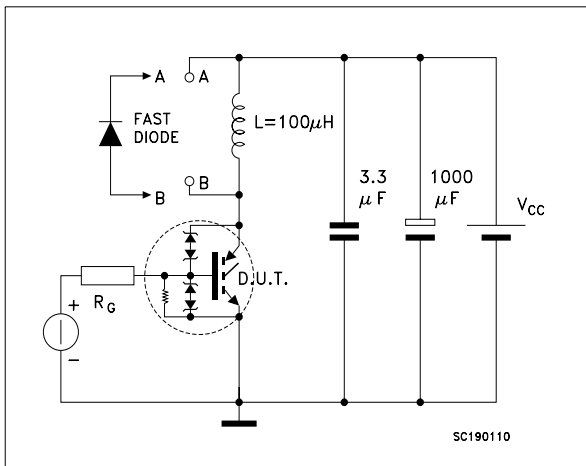 A
A
FAST
DIODE
L=100μH
B
B
3.3
μF
1000
μF
VCC
D.U.T.
RG
+
-
SC190110